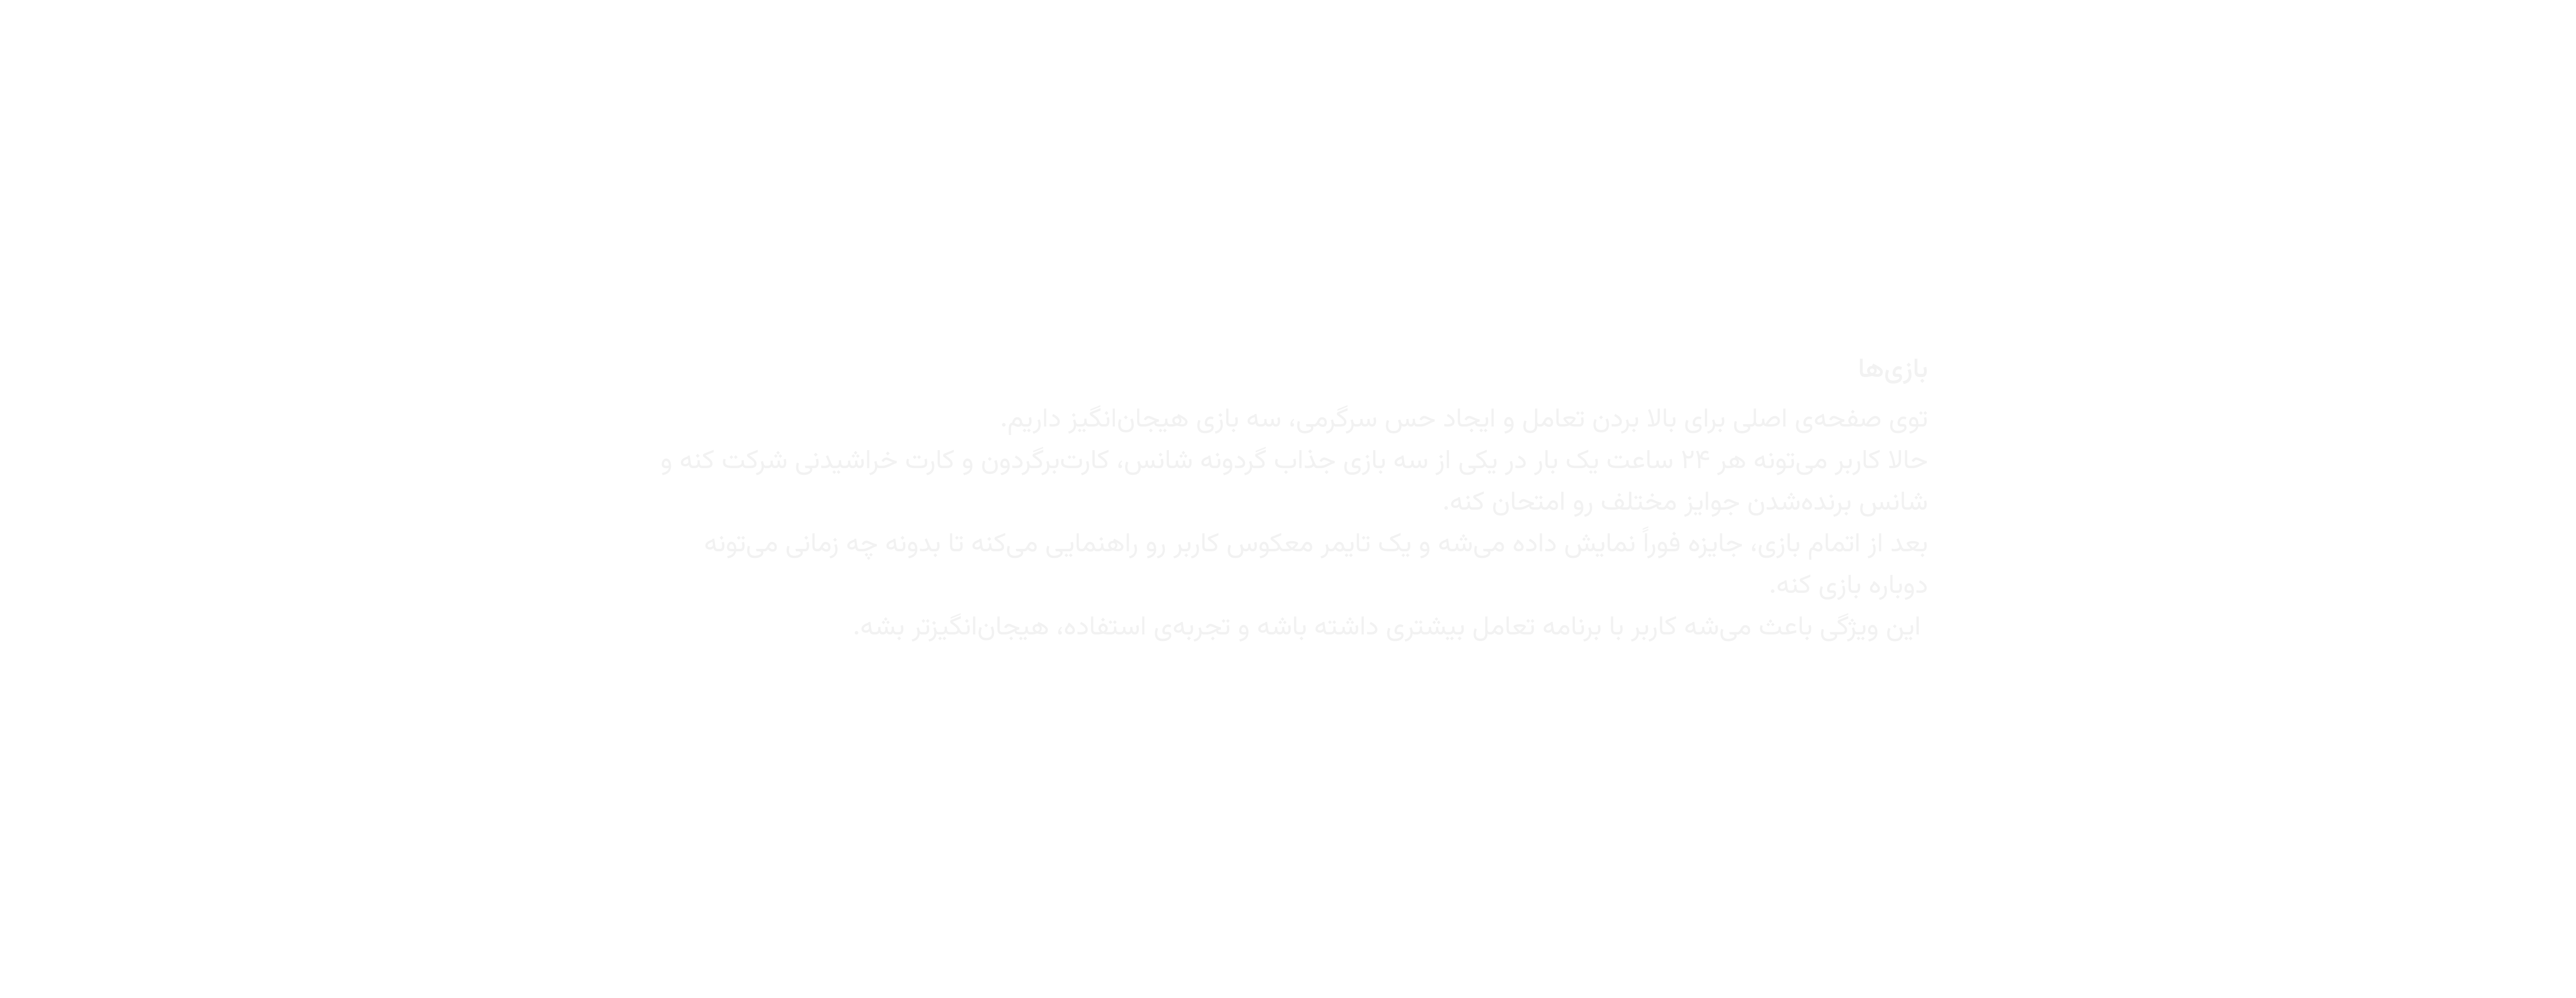 بازی‌ها
توی صفحه‌ی اصلی برای بالا بردن تعامل و ایجاد حس سرگرمی، سه بازی هیجان‌انگیز داریم.
حالا کاربر می‌تونه هر ۲۴ ساعت یک بار در یکی از سه بازی جذاب گردونه شانس، کارت‌برگردون و کارت خراشیدنی شرکت کنه و
شانس برنده‌شدن جوایز مختلف رو امتحان کنه.
بعد از اتمام بازی، جایزه فوراً نمایش داده می‌شه و یک تایمر معکوس کاربر رو راهنمایی می‌کنه تا بدونه چه زمانی می‌تونه
دوباره بازی کنه.
این ویژگی باعث می‌شه کاربر با برنامه تعامل بیشتری داشته باشه و تجربه‌ی استفاده، هیجان‌انگیزتر بشه.